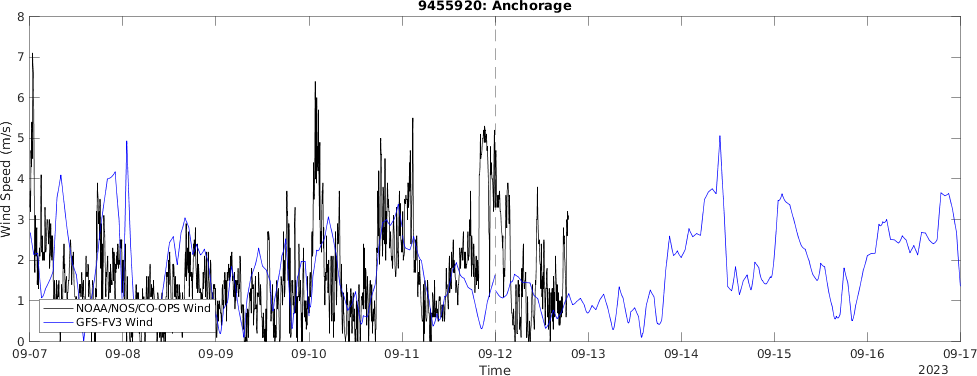 9455920: Anchorage
Wind Speed (m/s)
8
7
6
5
4
3
2
1
0
NOAA/NOS/CO-OPS Wind
GFS-FV3 Wind
09-07 09-08 09-09 09-10 09-11 09-12 09-13 09-14 09-15 09-16 09-17
Time
2023